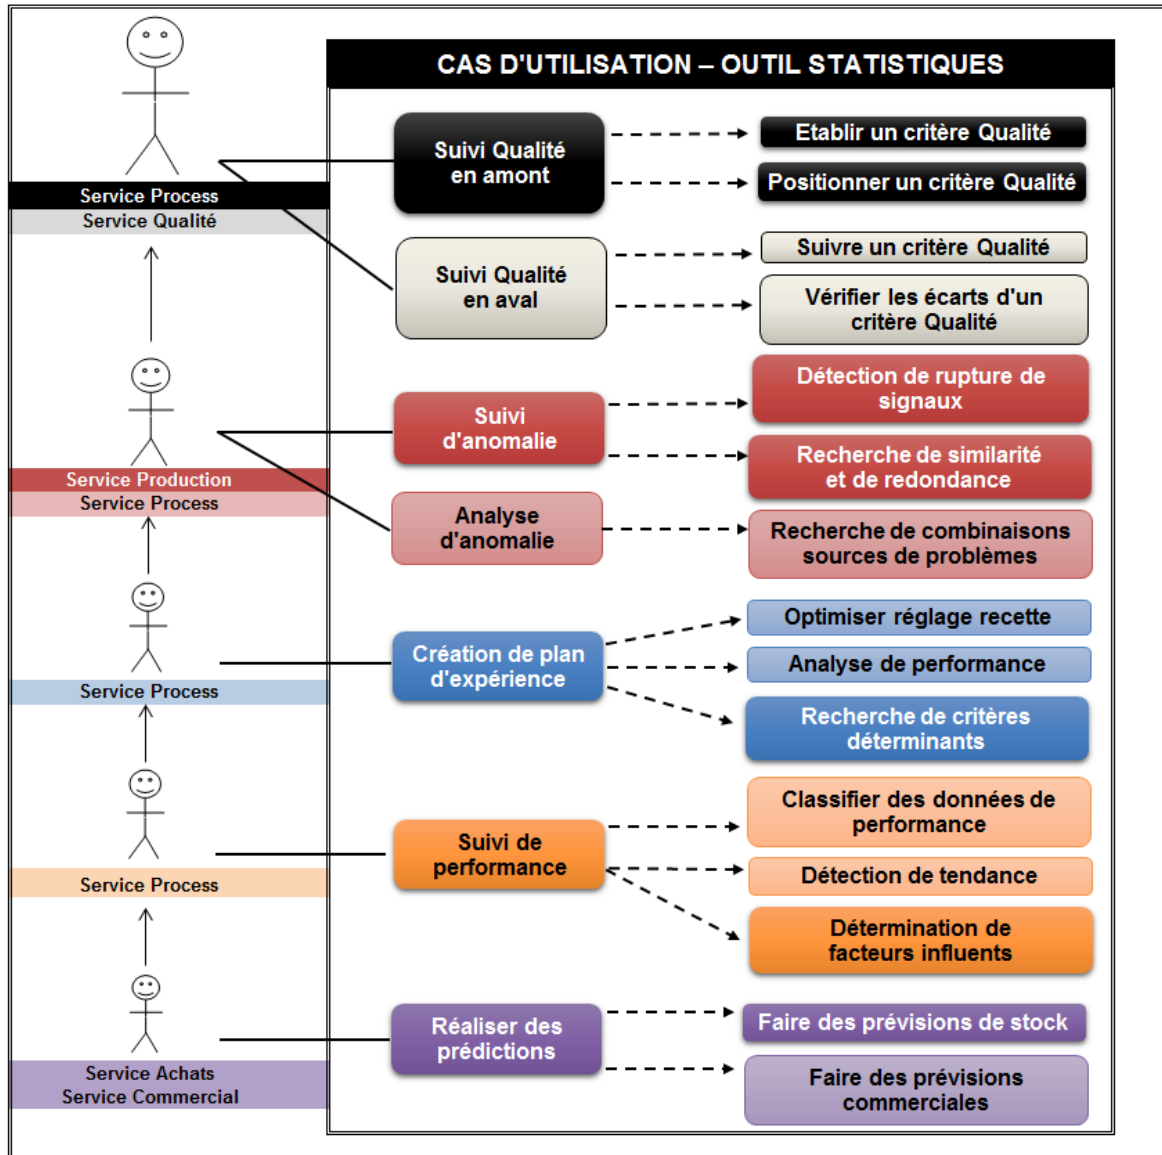 CAS D'UTILISATION – OUTIL STATISTIQUES
Service Process
Service Qualité
Suivi Qualité
en amont
Etablir un critère Qualité
Positionner un critère Qualité
Suivi Qualité
en aval
Suivre un critère Qualité
Vérifier les écarts d'un
critère Qualité
Service Production
Service Process
Suivi
d'anomalie
Détection de rupture de
signaux
Recherche de similarité
et de redondance
Analyse
d'anomalie
Recherche de combinaisons
sources de problèmes
Service Process
Création de plan
d'expérience
Optimiser réglage recette
Analyse de performance
Recherche de critères
déterminants
Service Process
Suivi de
performance
Classifier des données de
performance
Détection de tendance
Détermination de
facteurs influents
Service Achats
Service Commercial
Réaliser des
prédictions
Faire des prévisions de stock
Faire des prévisions
commerciales